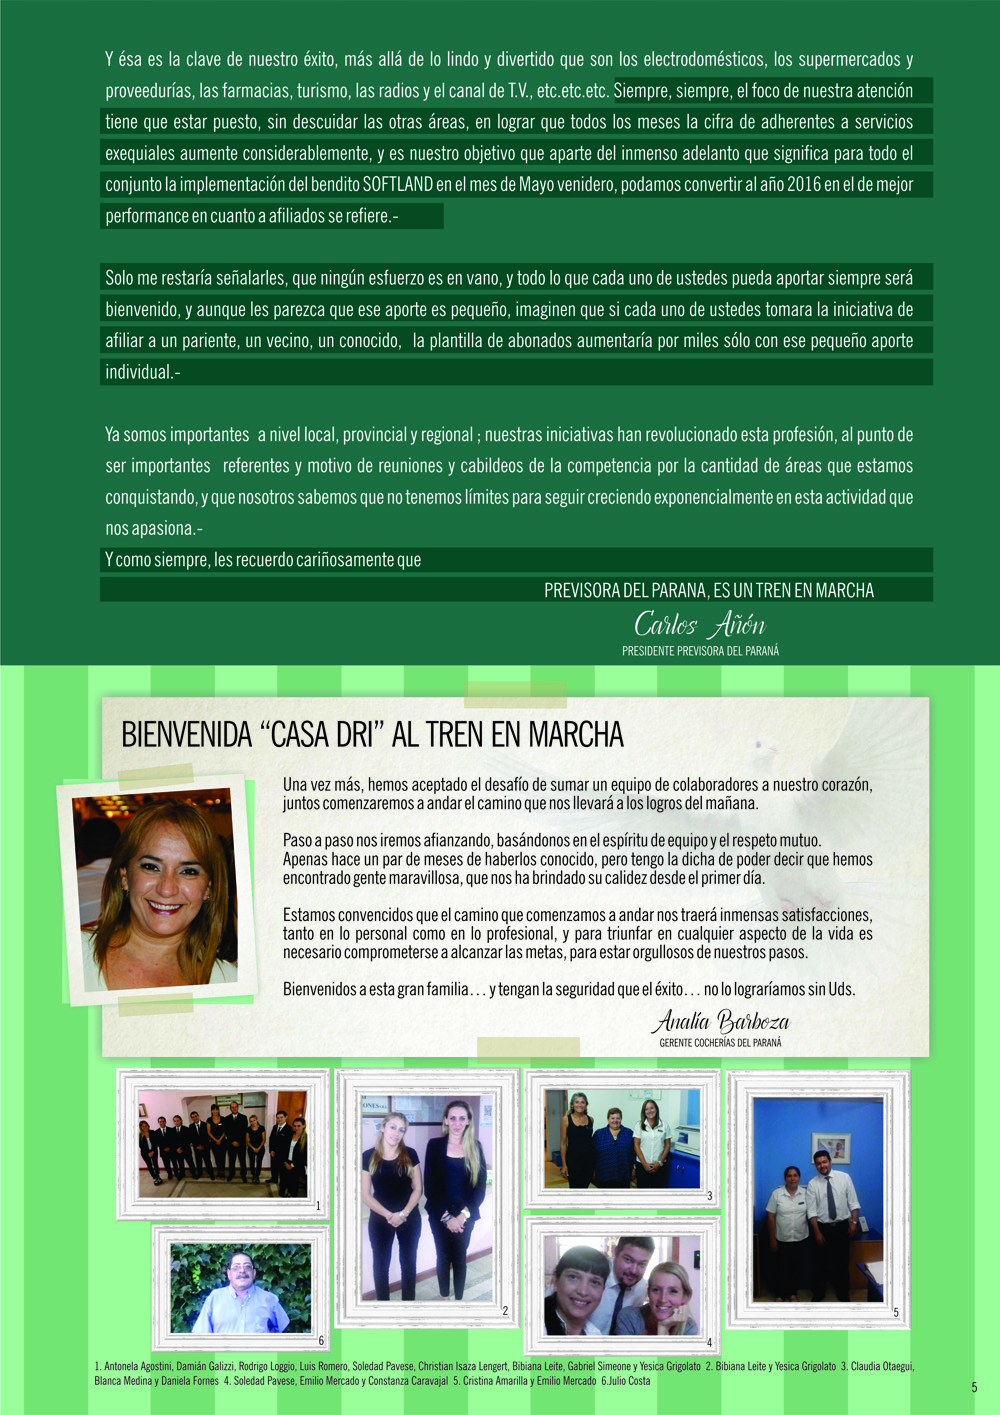 Y ésa es la clave de nuestro éxito, más allá de lo lindo y divertido que son los electrodomésticos, los supermercados y
proveedurías, las farmacias, turismo, las radios y el canal de T.V., etc.etc.etc. Siempre, siempre, el foco de nuestra atención
tiene que estar puesto, sin descuidar las otras áreas, en lograr que todos los meses la cifra de adherentes a servicios
exequiales aumente considerablemente, y es nuestro objetivo que aparte del inmenso adelanto que significa para todo el
conjunto la implementación del bendito SOFTLAND en el mes de Mayo venidero, podamos convertir al año 2016 en el de mejor
performance en cuanto a afiliados se refiere.-
Solo me restaría señalarles, que ningún esfuerzo es en vano, y todo lo que cada uno de ustedes pueda aportar siempre será
bienvenido, y aunque les parezca que ese aporte es pequeño, imaginen que si cada uno de ustedes tomara la iniciativa de
afiliar a un pariente, un vecino, un conocido, la plantilla de abonados aumentaría por miles sólo con ese pequeño aporte
individual.-
Ya somos importantes a nivel local, provincial y regional ; nuestras iniciativas han revolucionado esta profesión, al punto de
ser importantes referentes y motivo de reuniones y cabildeos de la competencia por la cantidad de áreas que estamos
conquistando, y que nosotros sabemos que no tenemos límites para seguir creciendo exponencialmente en esta actividad que
nos apasiona.-
Y como siempre, les recuerdo cariñosamente que
PREVISORA DEL PARANA, ES UN TREN EN MARCHA
Carlos Añón
PRESIDENTE PREVISORA DEL PARANÁ
BIENVENIDA “CASA DRI” AL TREN EN MARCHA
Una vez más, hemos aceptado el desafío de sumar un equipo de colaboradores a nuestro corazón,
juntos comenzaremos a andar el camino que nos llevará a los logros del mañana.
Paso a paso nos iremos afianzando, basándonos en el espíritu de equipo y el respeto mutuo.
Apenas hace un par de meses de haberlos conocido, pero tengo la dicha de poder decir que hemos
encontrado gente maravillosa, que nos ha brindado su calidez desde el primer día.
Estamos convencidos que el camino que comenzamos a andar nos traerá inmensas satisfacciones,
tanto en lo personal como en lo profesional, y para triunfar en cualquier aspecto de la vida es
necesario comprometerse a alcanzar las metas, para estar orgullosos de nuestros pasos.
Bienvenidos a esta gran familia... y tengan la seguridad que el éxito... no lo lograríamos sin Uds.
Analía Barboza
GERENTE COCHERÍAS DEL PARANÁ
1
2
3
4
5
6
1. Antonela Agostini, Damián Galizzi, Rodrigo Loggio, Luis Romero, Soledad Pavese, Christian Isaza Lengert, Bibiana Leite, Gabriel Simeone y Yesica Grigolato 2. Bibiana Leite y Yesica Grigolato 3. Claudia Otaegui,
Blanca Medina y Daniela Fornes 4. Soledad Pavese, Emilio Mercado y Constanza Caravajal 5. Cristina Amarilla y Emilio Mercado 6.Julio Costa
5